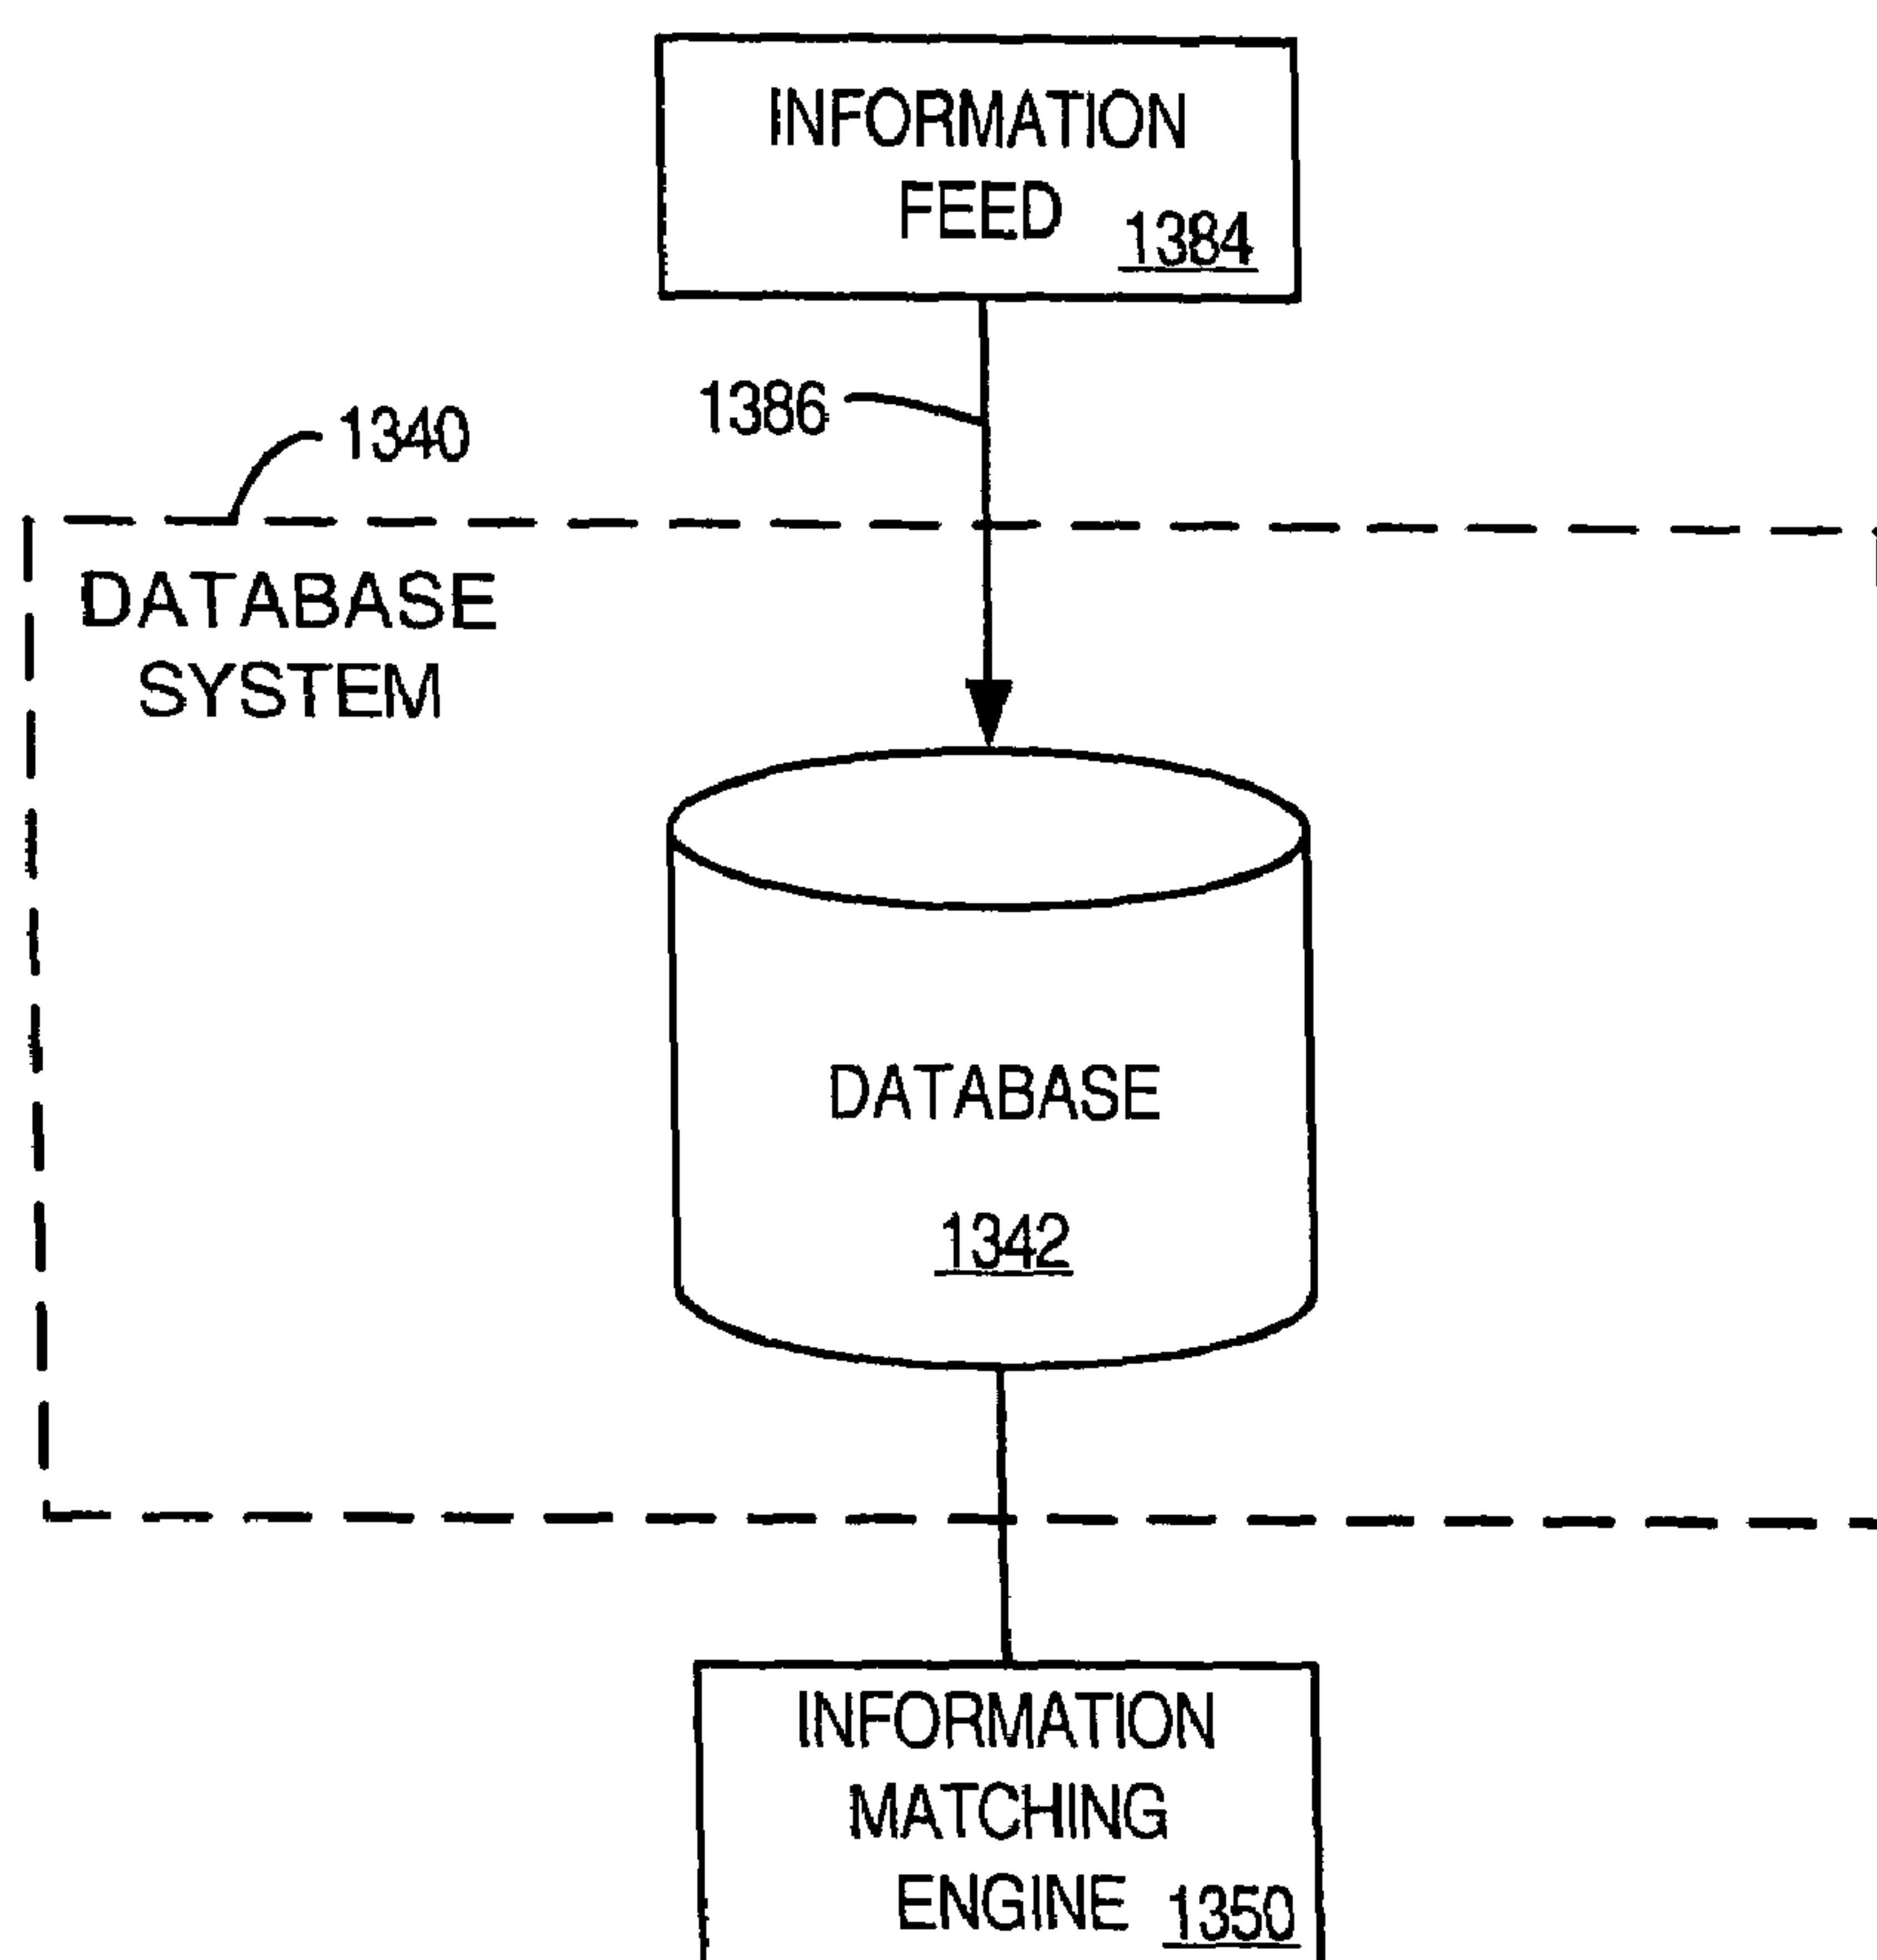 INFORMATION
FEED 1384
1386
1340
DATABASE
SYSTEM
DATABASE
1342
INFORMATION
MATCHING
ENGINE 1350